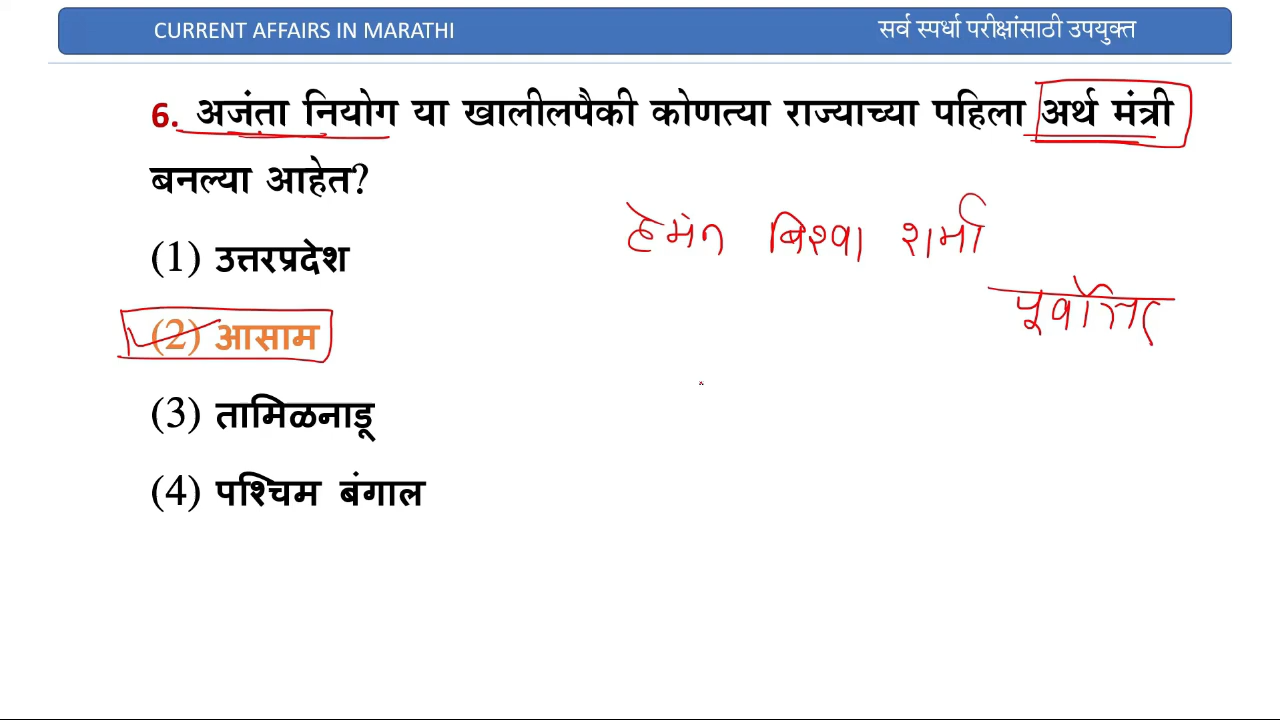 CURRENT AFFAIRS IN MARATHI
सर्व स्पर्धा परीक्षांसाठी उपयुक्त
6. अजंता नियोग या खालीलपैकी कोणत्या राज्याच्या पहिला अर्थ मंत्री
बनल्या आहेत?
हेमंत बिश्वा शर्मा
(1) उत्तरप्रदेश
पूर्वोत्तर
(2) आसाम
(3) तामिळनाडू
(4) पश्चिम बंगाल